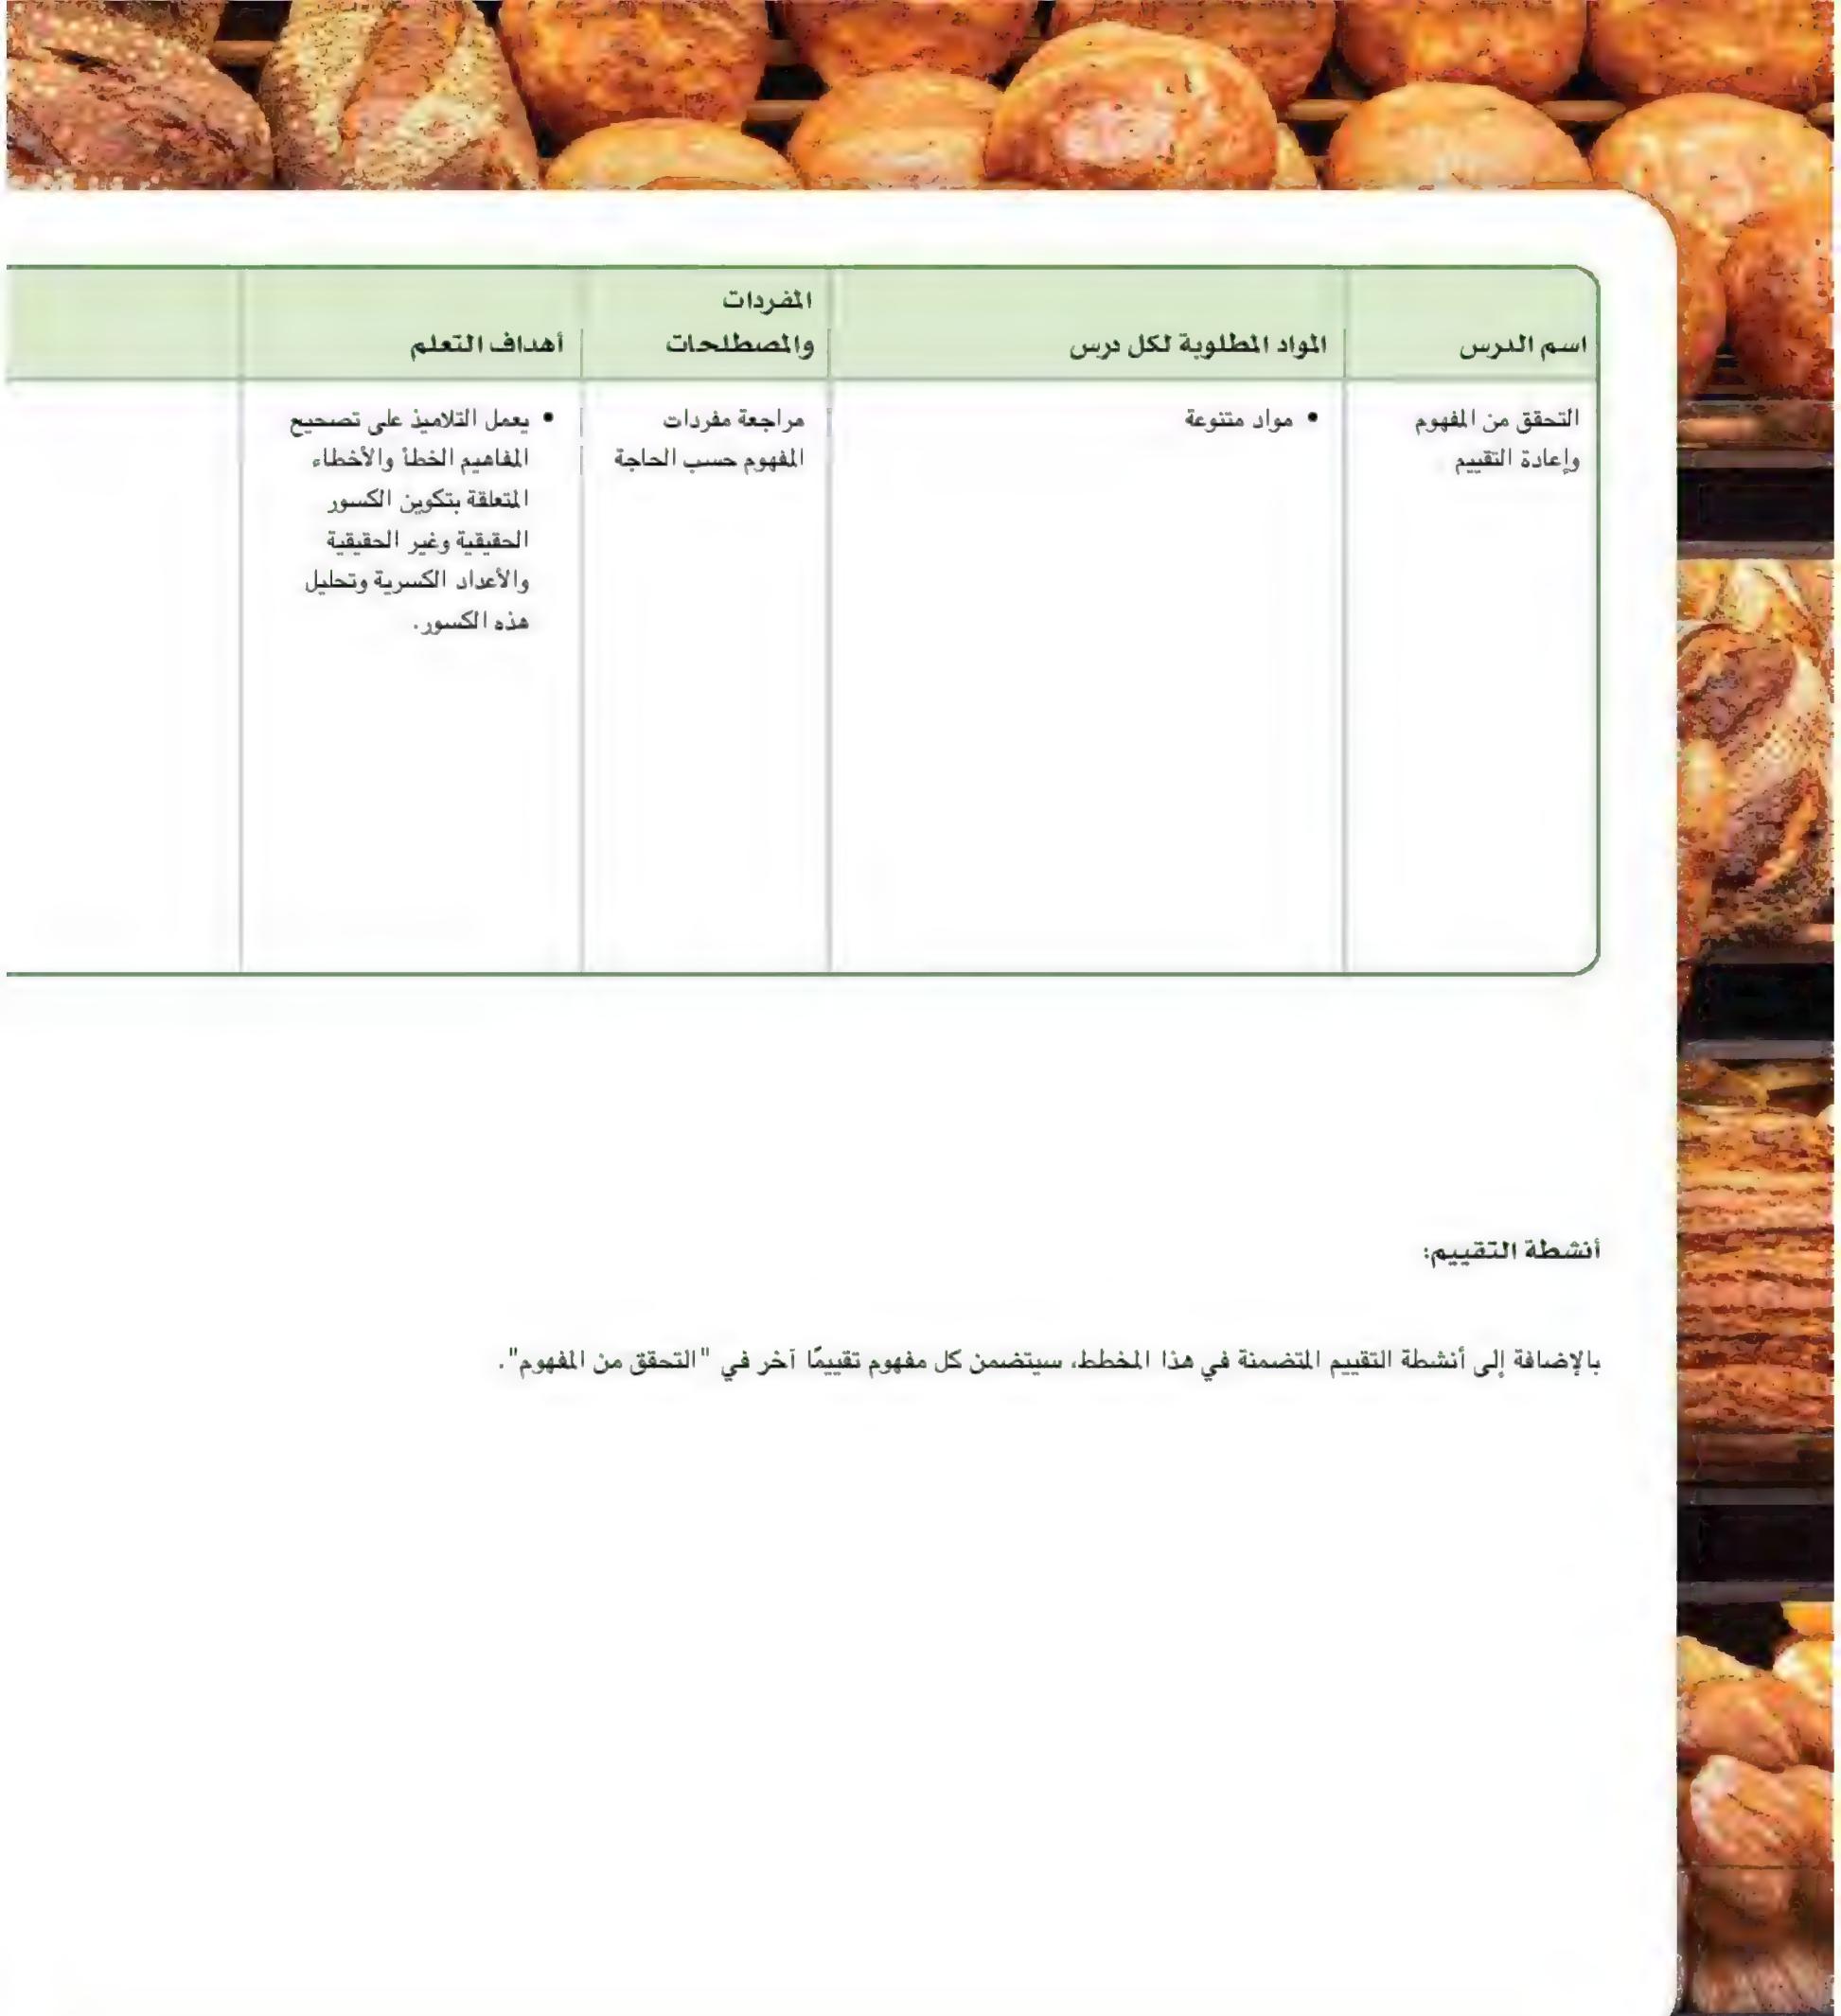 اسم الدرس
المواد المطلوبة لكل درس
المفردات
والمصطلحات
أهداف التعلم
التحقق من المفهوم
وإعادة التقييم
• مواد متنوعة
مراجعة مفردات
المفهوم حسب الحاجة
• يعمل التلاميذ على تصحيح
المفاهيم الخطأ والأخطاء
المتعلقة بتكوين الكسور
الحقيقية وغير الحقيقية
والأعداد الكسرية وتحليل
هذه الكسور.
أنشطة التقييم:
بالإضافة إلى أنشطة التقييم المتضمنة في هذا المخطط، سيتضمن كل مفهوم تقييمًا آخر في "التحقق من المفهوم".